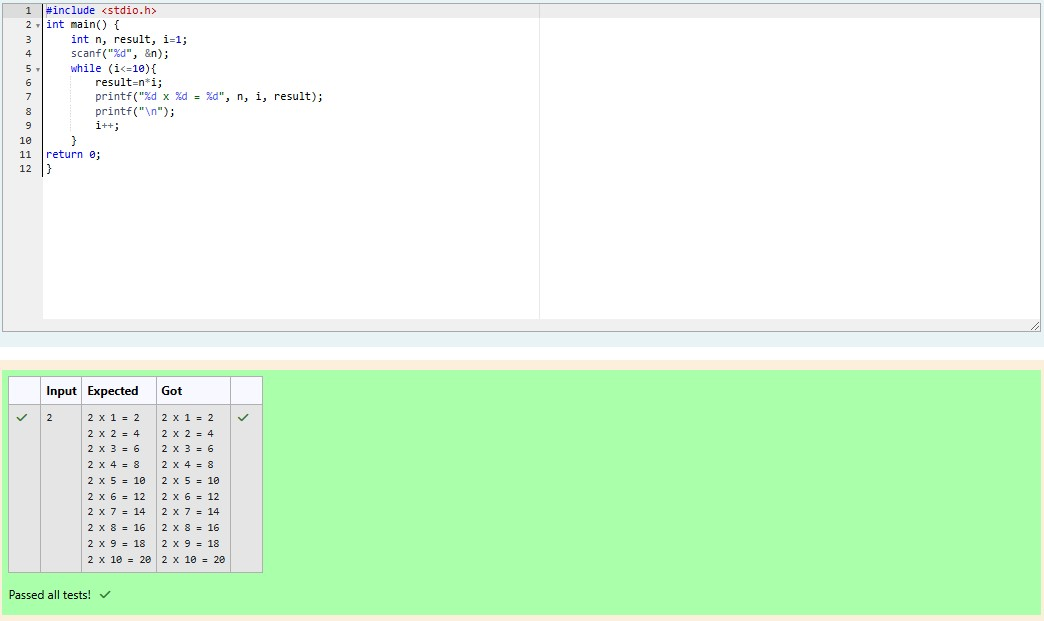 1 #include <stdio.h>
2 int main() {
3     int n, result, i=1;
4     scanf("%d", &n);
5     while (i<=10){
6         result=n*i;
7         printf("%d x %d = %d", n, i, result);
8         printf("\n");
9         i++;
10     }
11 return 0;
12 }
Input Expected Got
2 2 x 1 = 2 2 x 1 = 2
2 x 2 = 4 2 x 2 = 4
2 x 3 = 6 2 x 3 = 6
2 x 4 = 8 2 x 4 = 8
2 x 5 = 10 2 x 5 = 10
2 x 6 = 12 2 x 6 = 12
2 x 7 = 14 2 x 7 = 14
2 x 8 = 16 2 x 8 = 16
2 x 9 = 18 2 x 9 = 18
2 x 10 = 20 2 x 10 = 20
Passed all tests!